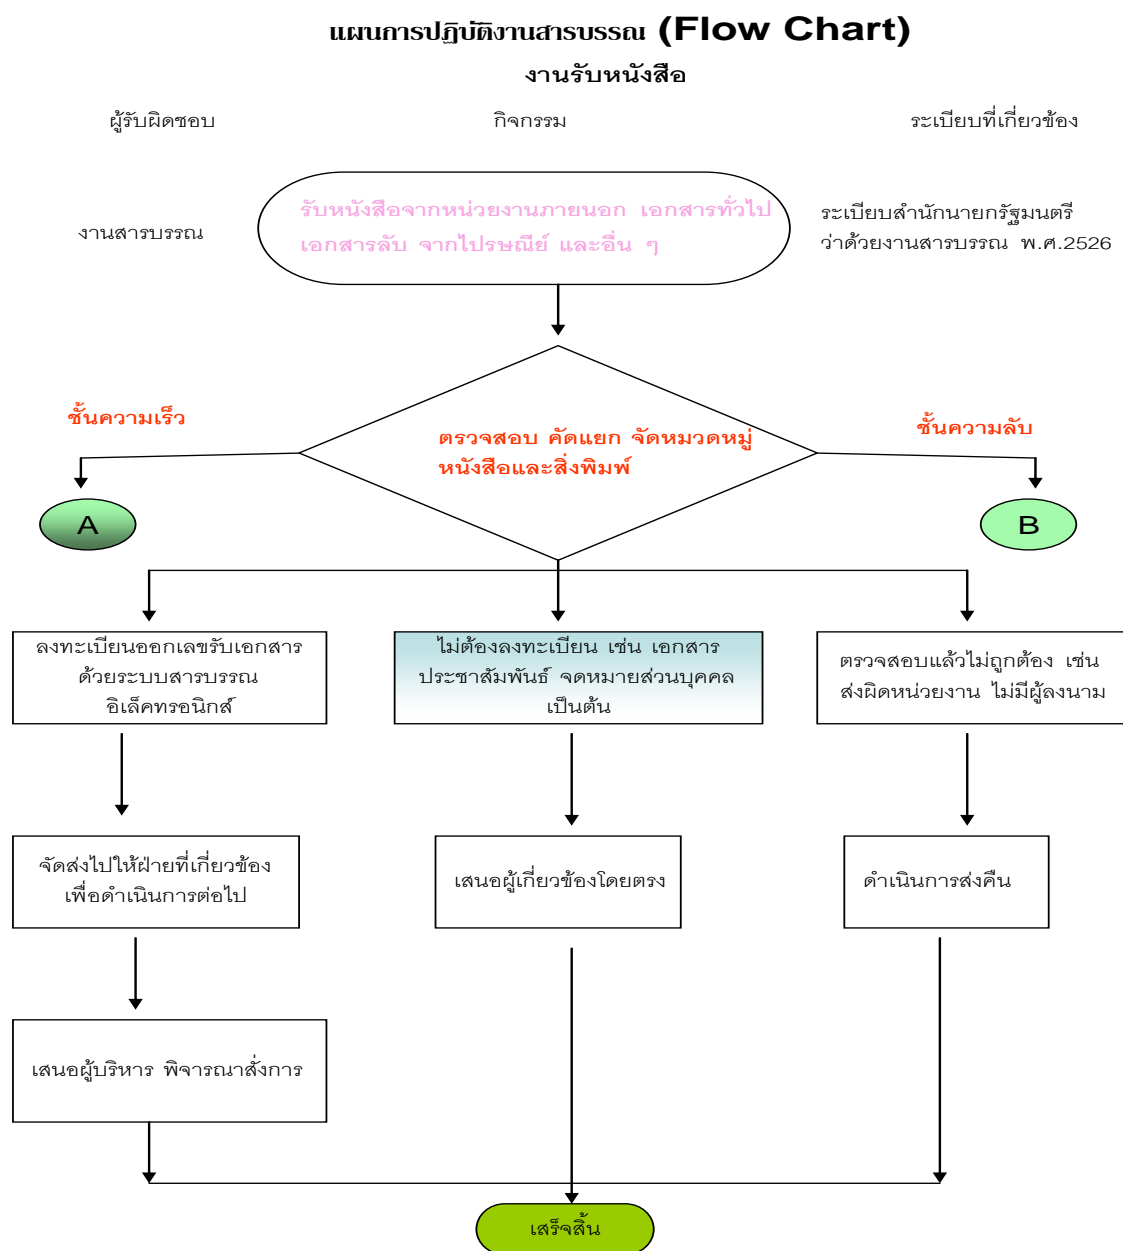 แผนการปฏิบัติงานสารบรรณ (Flow Chart)
งานรับหนังสือ
ผู้รับผิดชอบ
กิจกรรม
ระเบียบที่เกี่ยวข้อง
งานสารบรรณ
รับหนังสือจากหน่วยงานภายนอก เอกสารทั่วไป
เอกสารลับ จากไปรษณีย์ และอื่น ๆ
ระเบียบสำนักนายกรัฐมนตรี
ว่าด้วยงานสารบรรณ พ.ศ.2526
ชั้นความเร็ว
ตรวจสอบ คัดแยก จัดหมวดหมู่
หนังสือและสิ่งพิมพ์
ชั้นความลับ
A
B
ลงทะเบียนออกเลขรับเอกสาร
ด้วยระบบสารบรรณ
อิเล็คทรอนิกส์
ไม่ต้องลงทะเบียน เช่น เอกสาร
ประชาสัมพันธ์ จดหมายส่วนบุคคล
เป็นต้น
ตรวจสอบแล้วไม่ถูกต้อง เช่น
ส่งผิดหน่วยงาน ไม่มีผู้ลงนาม
จัดส่งไปให้ฝ่ายที่เกี่ยวข้อง
เพื่อดำเนินการต่อไป
เสนอผู้เกี่ยวข้องโดยตรง
ดำเนินการส่งคืน
เสนอผู้บริหาร พิจารณาสั่งการ
เสร็จสิ้น